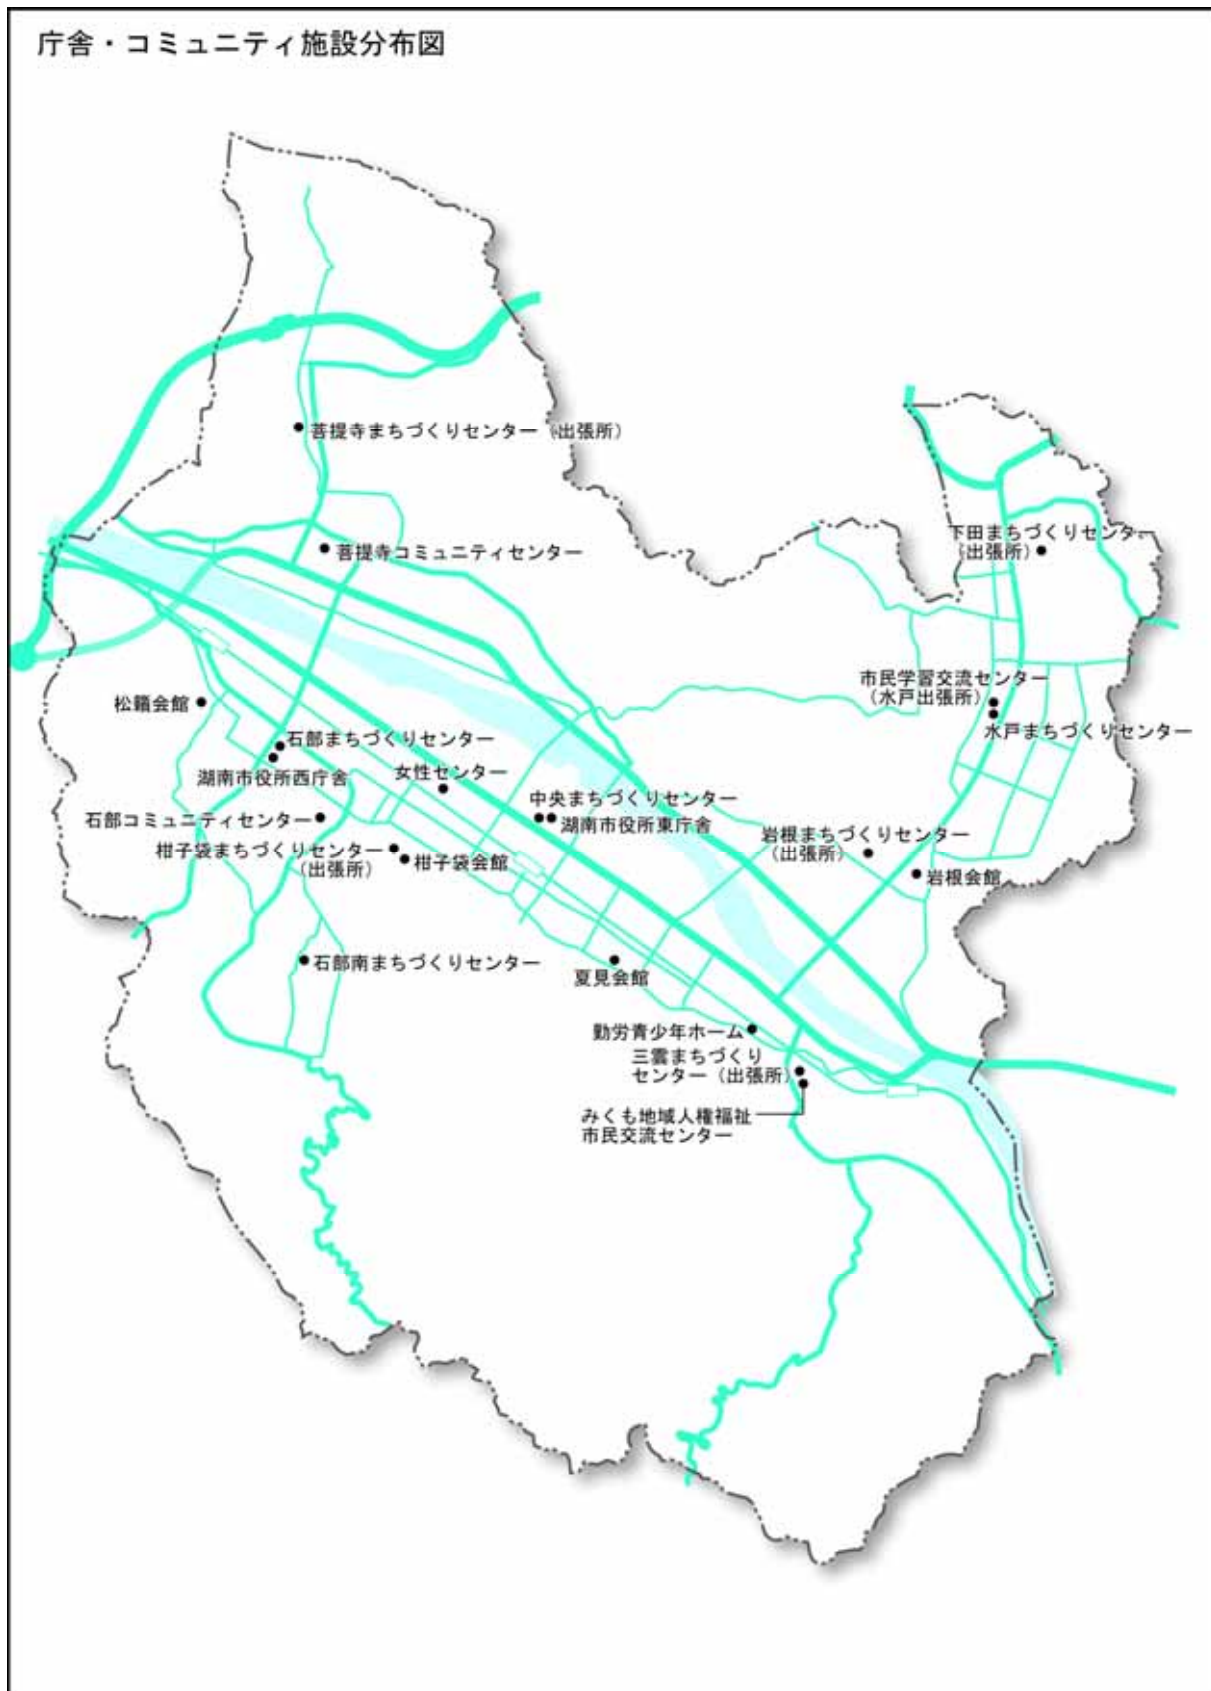 庁舎・コミュニティ施設分布図
菩提寺まちづくりセンター(出張所)
菩提寺コミュニティセンター
下田まちづくりセンター
(出張所)
市民学習交流センター
(水戸出張所)
水戸まちづくりセンター
松籟会館
石部まちづくりセンター
湖南市役所西庁舎
女性センター
中央まちづくりセンター
湖南市役所東庁舎
石部コミュニティセンター
柑子袋まちづくりセンター
(出張所)
柑子袋会館
岩根まちづくりセンター
(出張所)
岩根会館
石部南まちづくりセンター
夏見会館
勤労青少年ホーム
三雲まちづくり
センター(出張所)
みくも地域人権福祉
市民交流センター